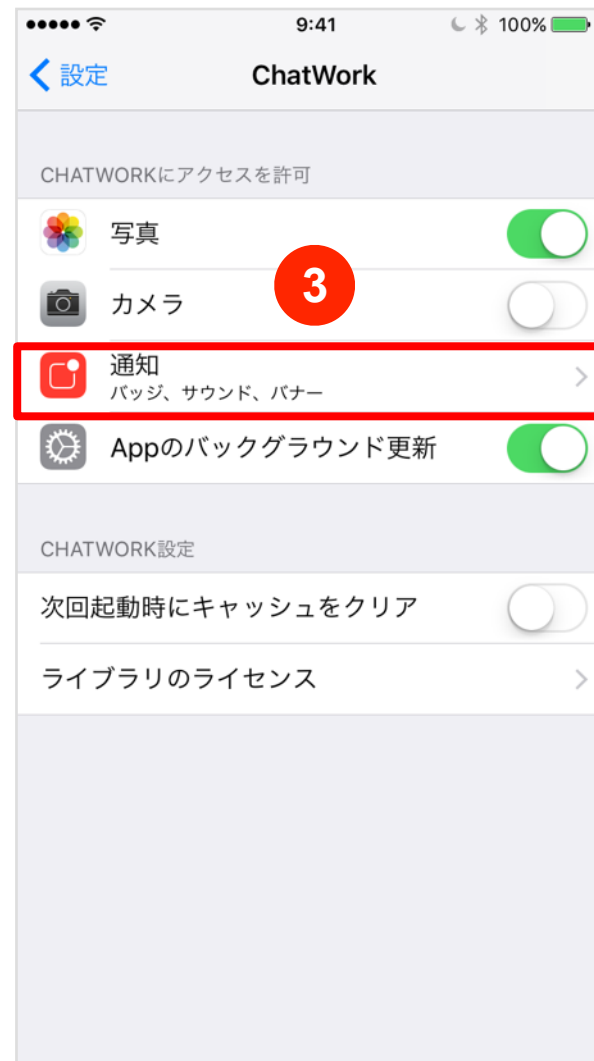 9:41 100%
設定 ChatWork
CHATWORKにアクセスを許可
写真
カメラ
3
通知
バッジ、サウンド、バナー
Appのバックグラウンド更新
CHATWORK設定
次回起動時にキャッシュをクリア
ライブラリのライセンス